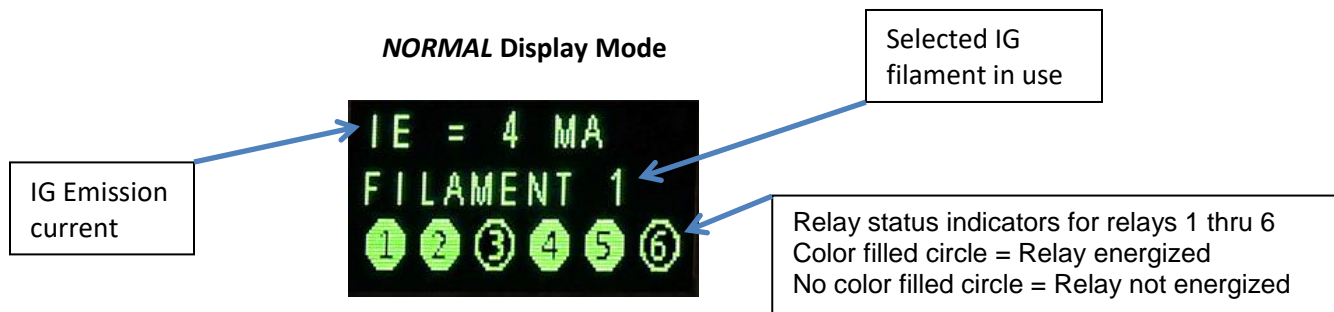 NORMAL Display Mode
Selected IG
filament in use
IE = 4 MA
FILAMENT 1
1 2 3 4 5 6
IG Emission
current
Relay status indicators for relays 1 thru 6
Color filled circle = Relay energized
No color filled circle = Relay not energized